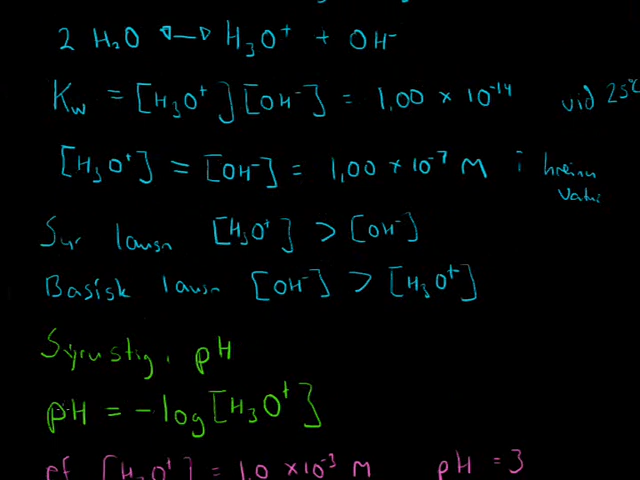 2 H₂O ⇌ H₃O⁺ + OH⁻
Kw = [H₃O⁺][OH⁻] = 1,00 × 10⁻¹⁴ við 25°C
[H₃O⁺] = [OH⁻] = 1,00 × 10⁻⁷ M í hreinu
vatni
Súr lausn [H₃O⁺] > [OH⁻]
Basísk lausn [OH⁻] > [H₃O⁺]
Sýrustig, pH
pH = -log[H₃O⁺]
ef [H₃O⁺] = 1,0 × 10⁻³ M pH = 3